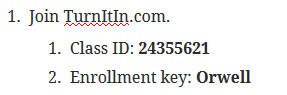 1. Join TurnItIn.com.
1. Class ID: 24355621
2. Enrollment key: Orwell